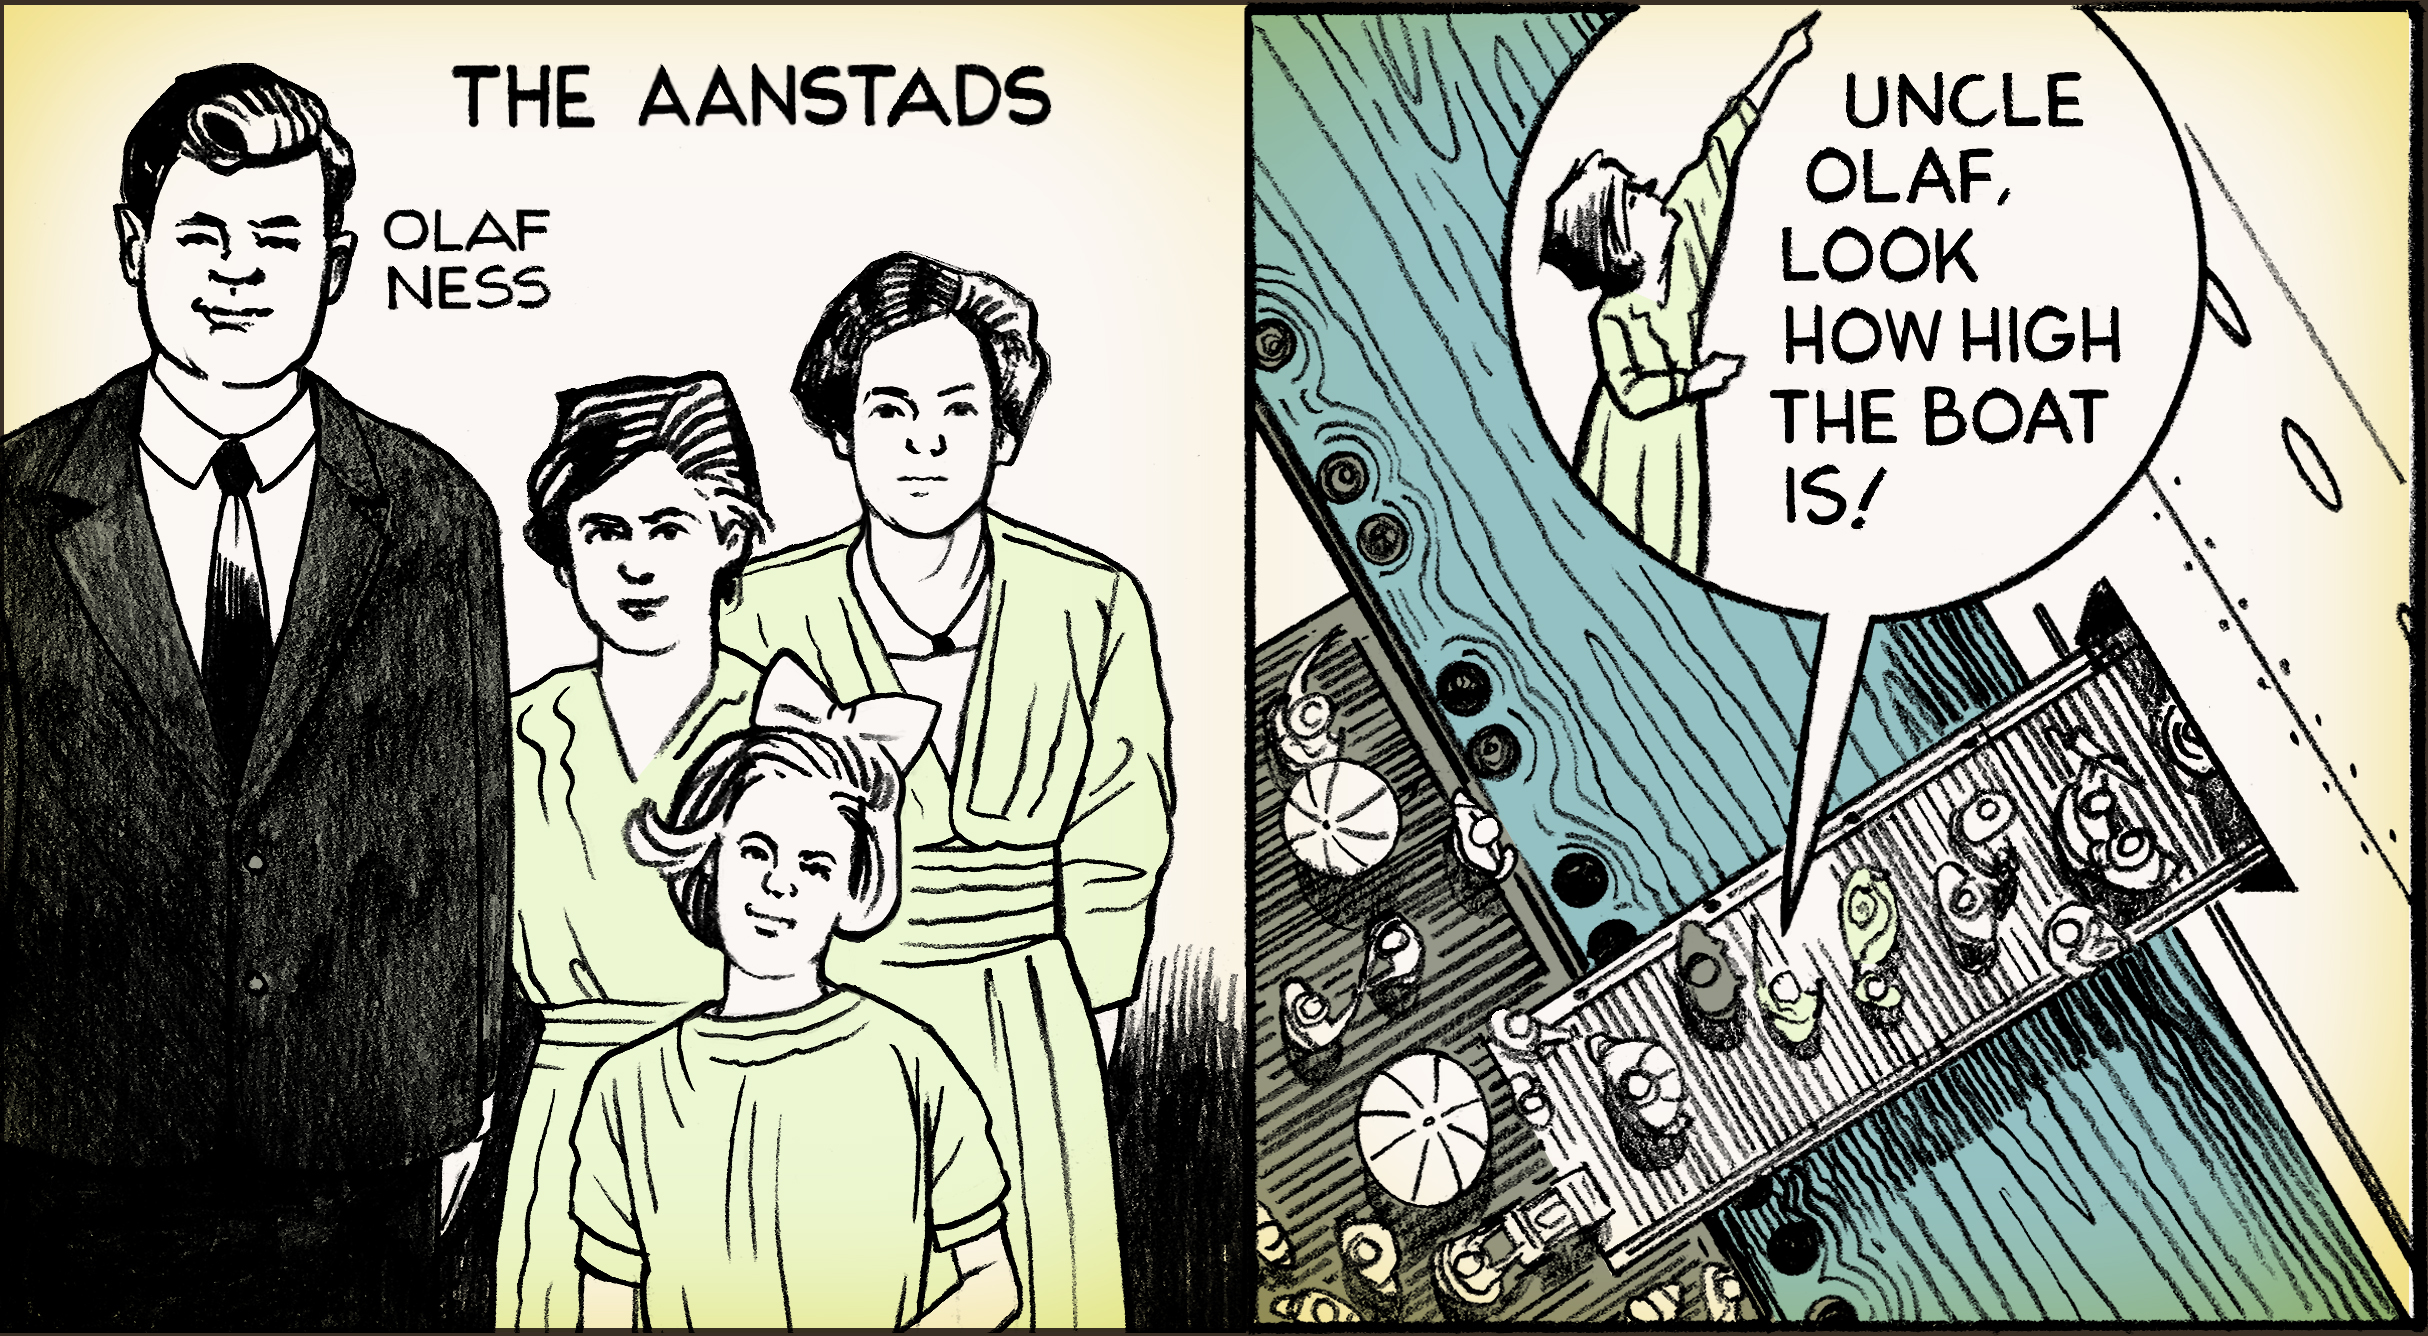 THE AANSTADS
OLAF
NESS
UNCLE
OLAF,
LOOK
HOW HIGH
THE BOAT
IS!